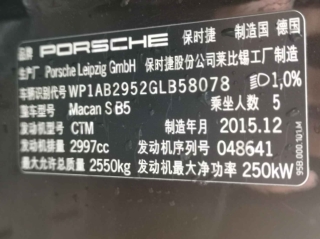 品牌 PORSCHE 保时捷 制造国 德国
生产厂 Porsche Leipzig GmbH 保时捷股份公司莱比锡工厂制造
车辆识别代号 WP1AB2952GLB58078 1,0%
整车型号 Macan S B5 乘坐人数 5
发动机型号 CTM 制造年月 2015.12
发动机排量 2997cc 发动机序列号 048641
最大允许总质量 2550kg 发动机最大净功率 250kW
95B.000.101.M